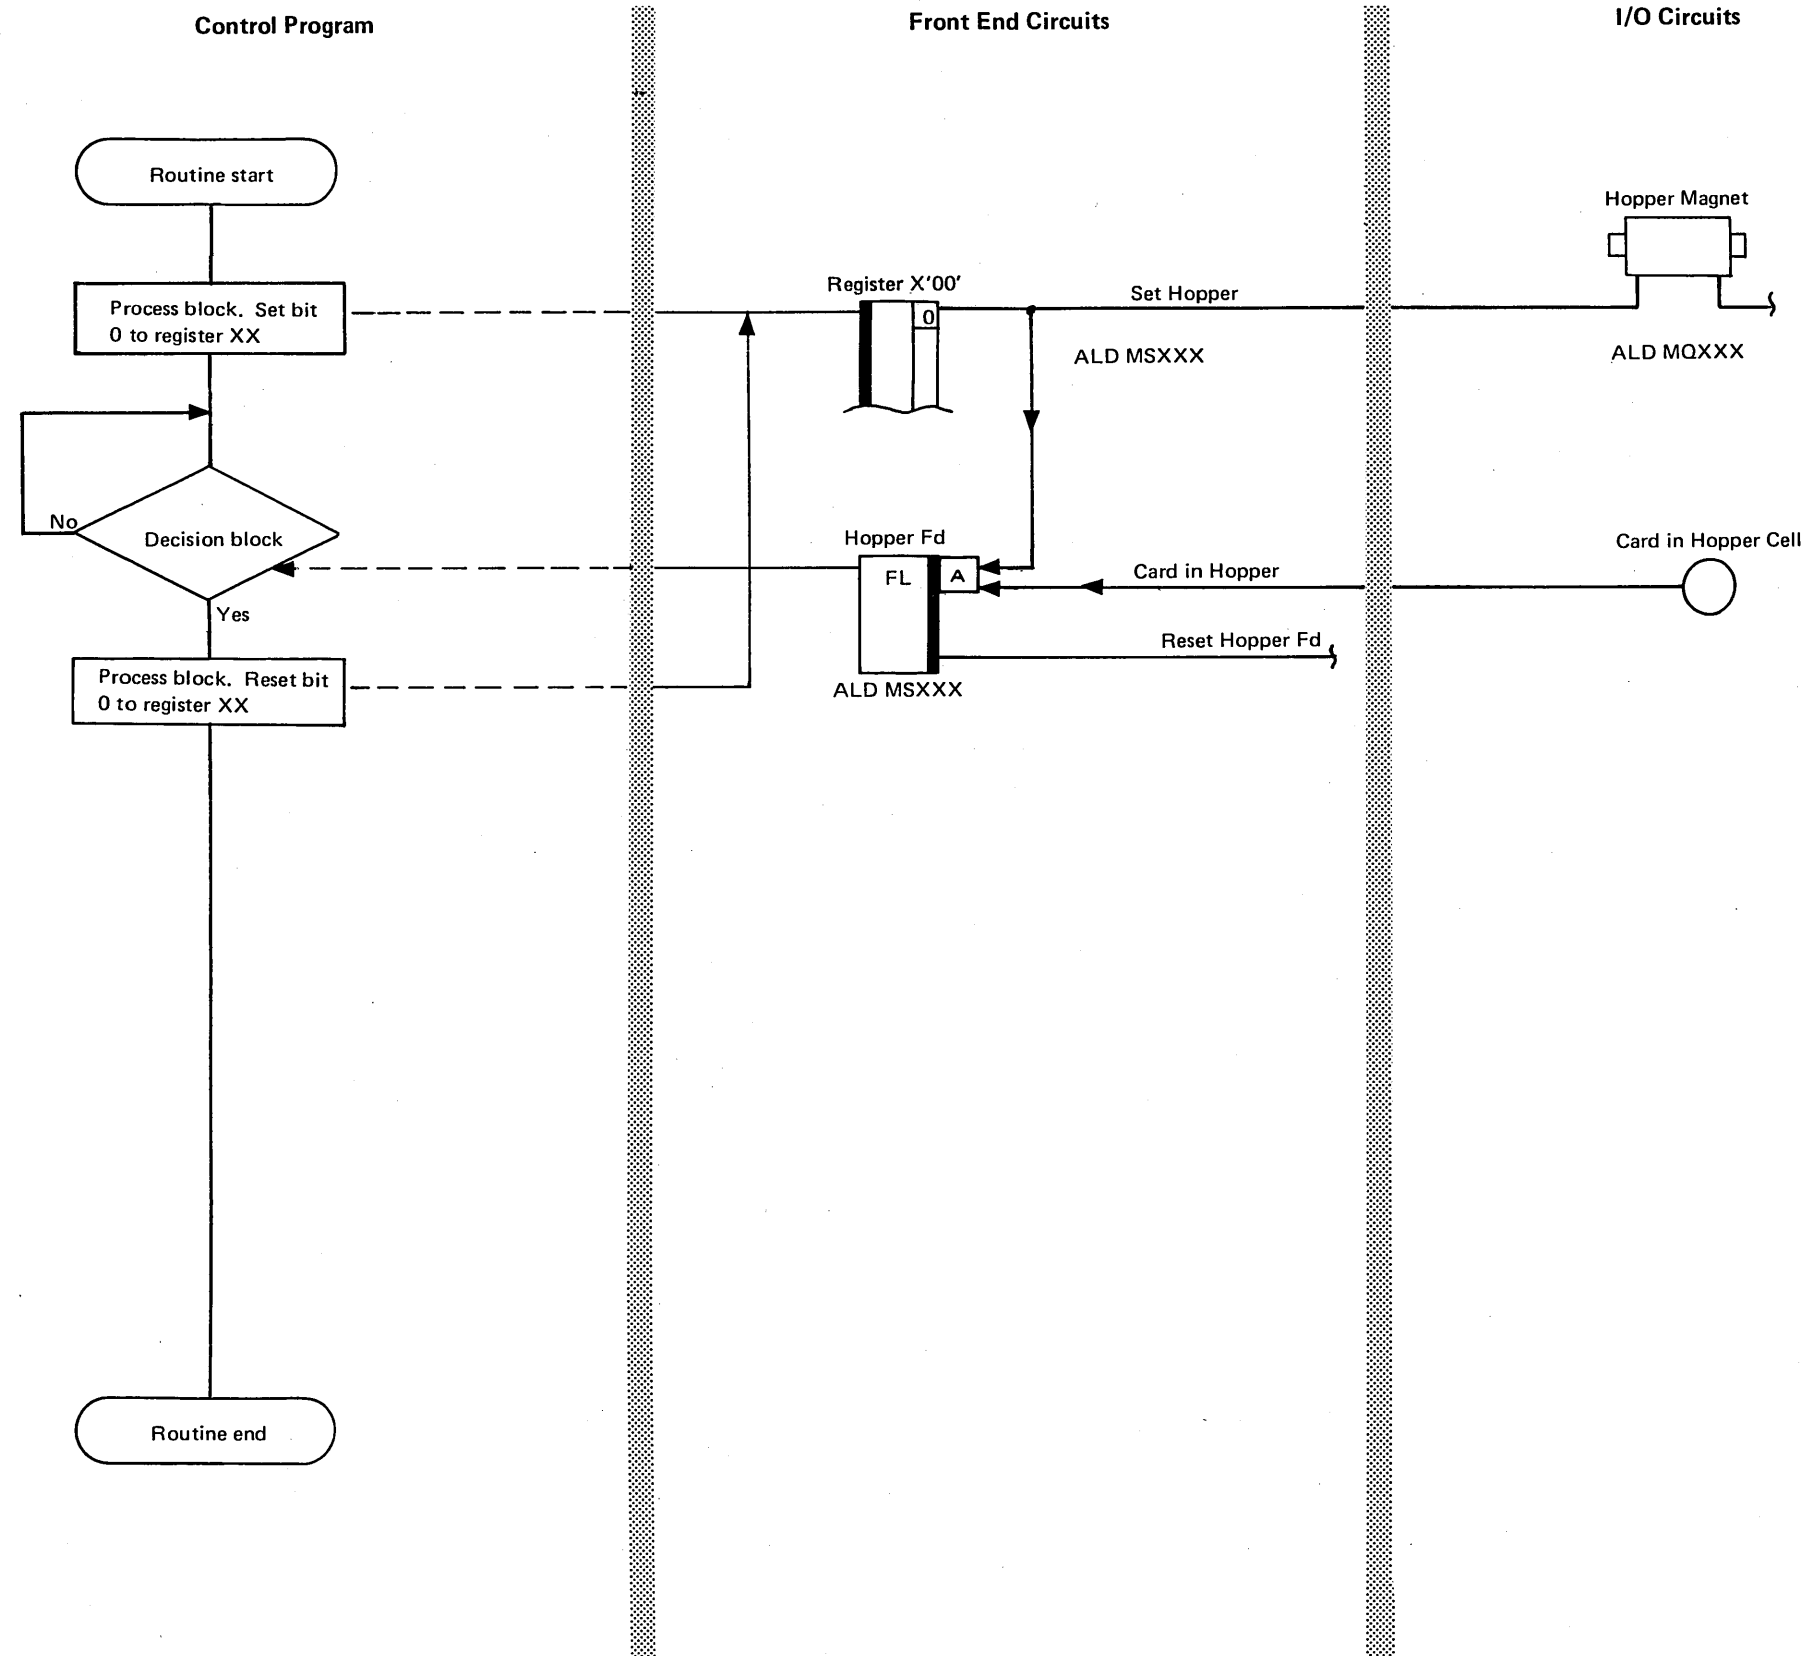 Control Program
Front End Circuits
I/O Circuits
Routine start
Hopper Magnet
Register X'00'
Process block. Set bit
0 to register XX
0
Set Hopper
ALD MSXXX
ALD MQXXX
No
Decision block
Yes
Hopper Fd
FL
A
Card in Hopper
Card in Hopper Cell
Reset Hopper Fd
ALD MSXXX
Process block. Reset bit
0 to register XX
Routine end